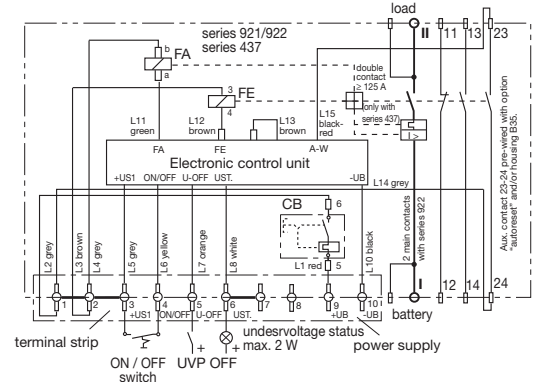 load
series 921/922
series 437
II
11
13
23
b
FA
a
double
contact
≥ 125 A
3
FE
4
(only with
series 437)
L11
green
L12
brown
L13
brown
L15
black-
red
I >
FA
FE
A-W
Electronic control unit
+US1
ON/OFF
U-OFF
UST.
-UB
L14 grey
CB
6
5
L1 red
L2 grey
L3 brown
L4 grey
L5 grey
L6 yellow
L7 orange
L8 white
L10 black
2 main contacts
with series 922
Aux. contact 23-24 pre-wired with option
"autoreset" and/or housing B35.
I
12
14
24
battery
1
2
3
4
5
6
7
8
9
10
+US1
ON/OFF
U-OFF
UST.
+UB
-UB
terminal strip
undesrvoltage status
max. 2 W
power supply
+
+
ON / OFF
switch
UVP OFF